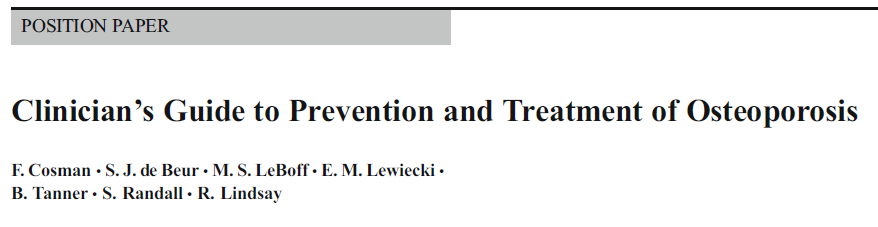 POSITION PAPER
Clinician's Guide to Prevention and Treatment of Osteoporosis
F. Cosman • S. J. de Beur • M. S. LeBoff • E. M. Lewiecki •
B. Tanner • S. Randall • R. Lindsay